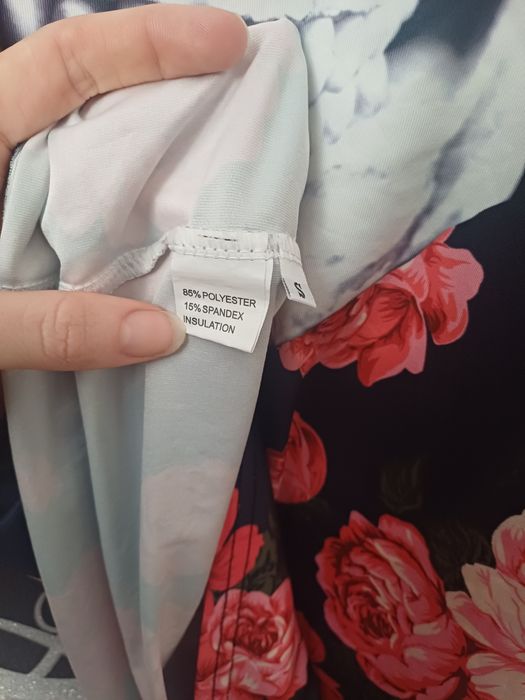 85% POLYESTER
15% SPANDEX
INSULATION
S